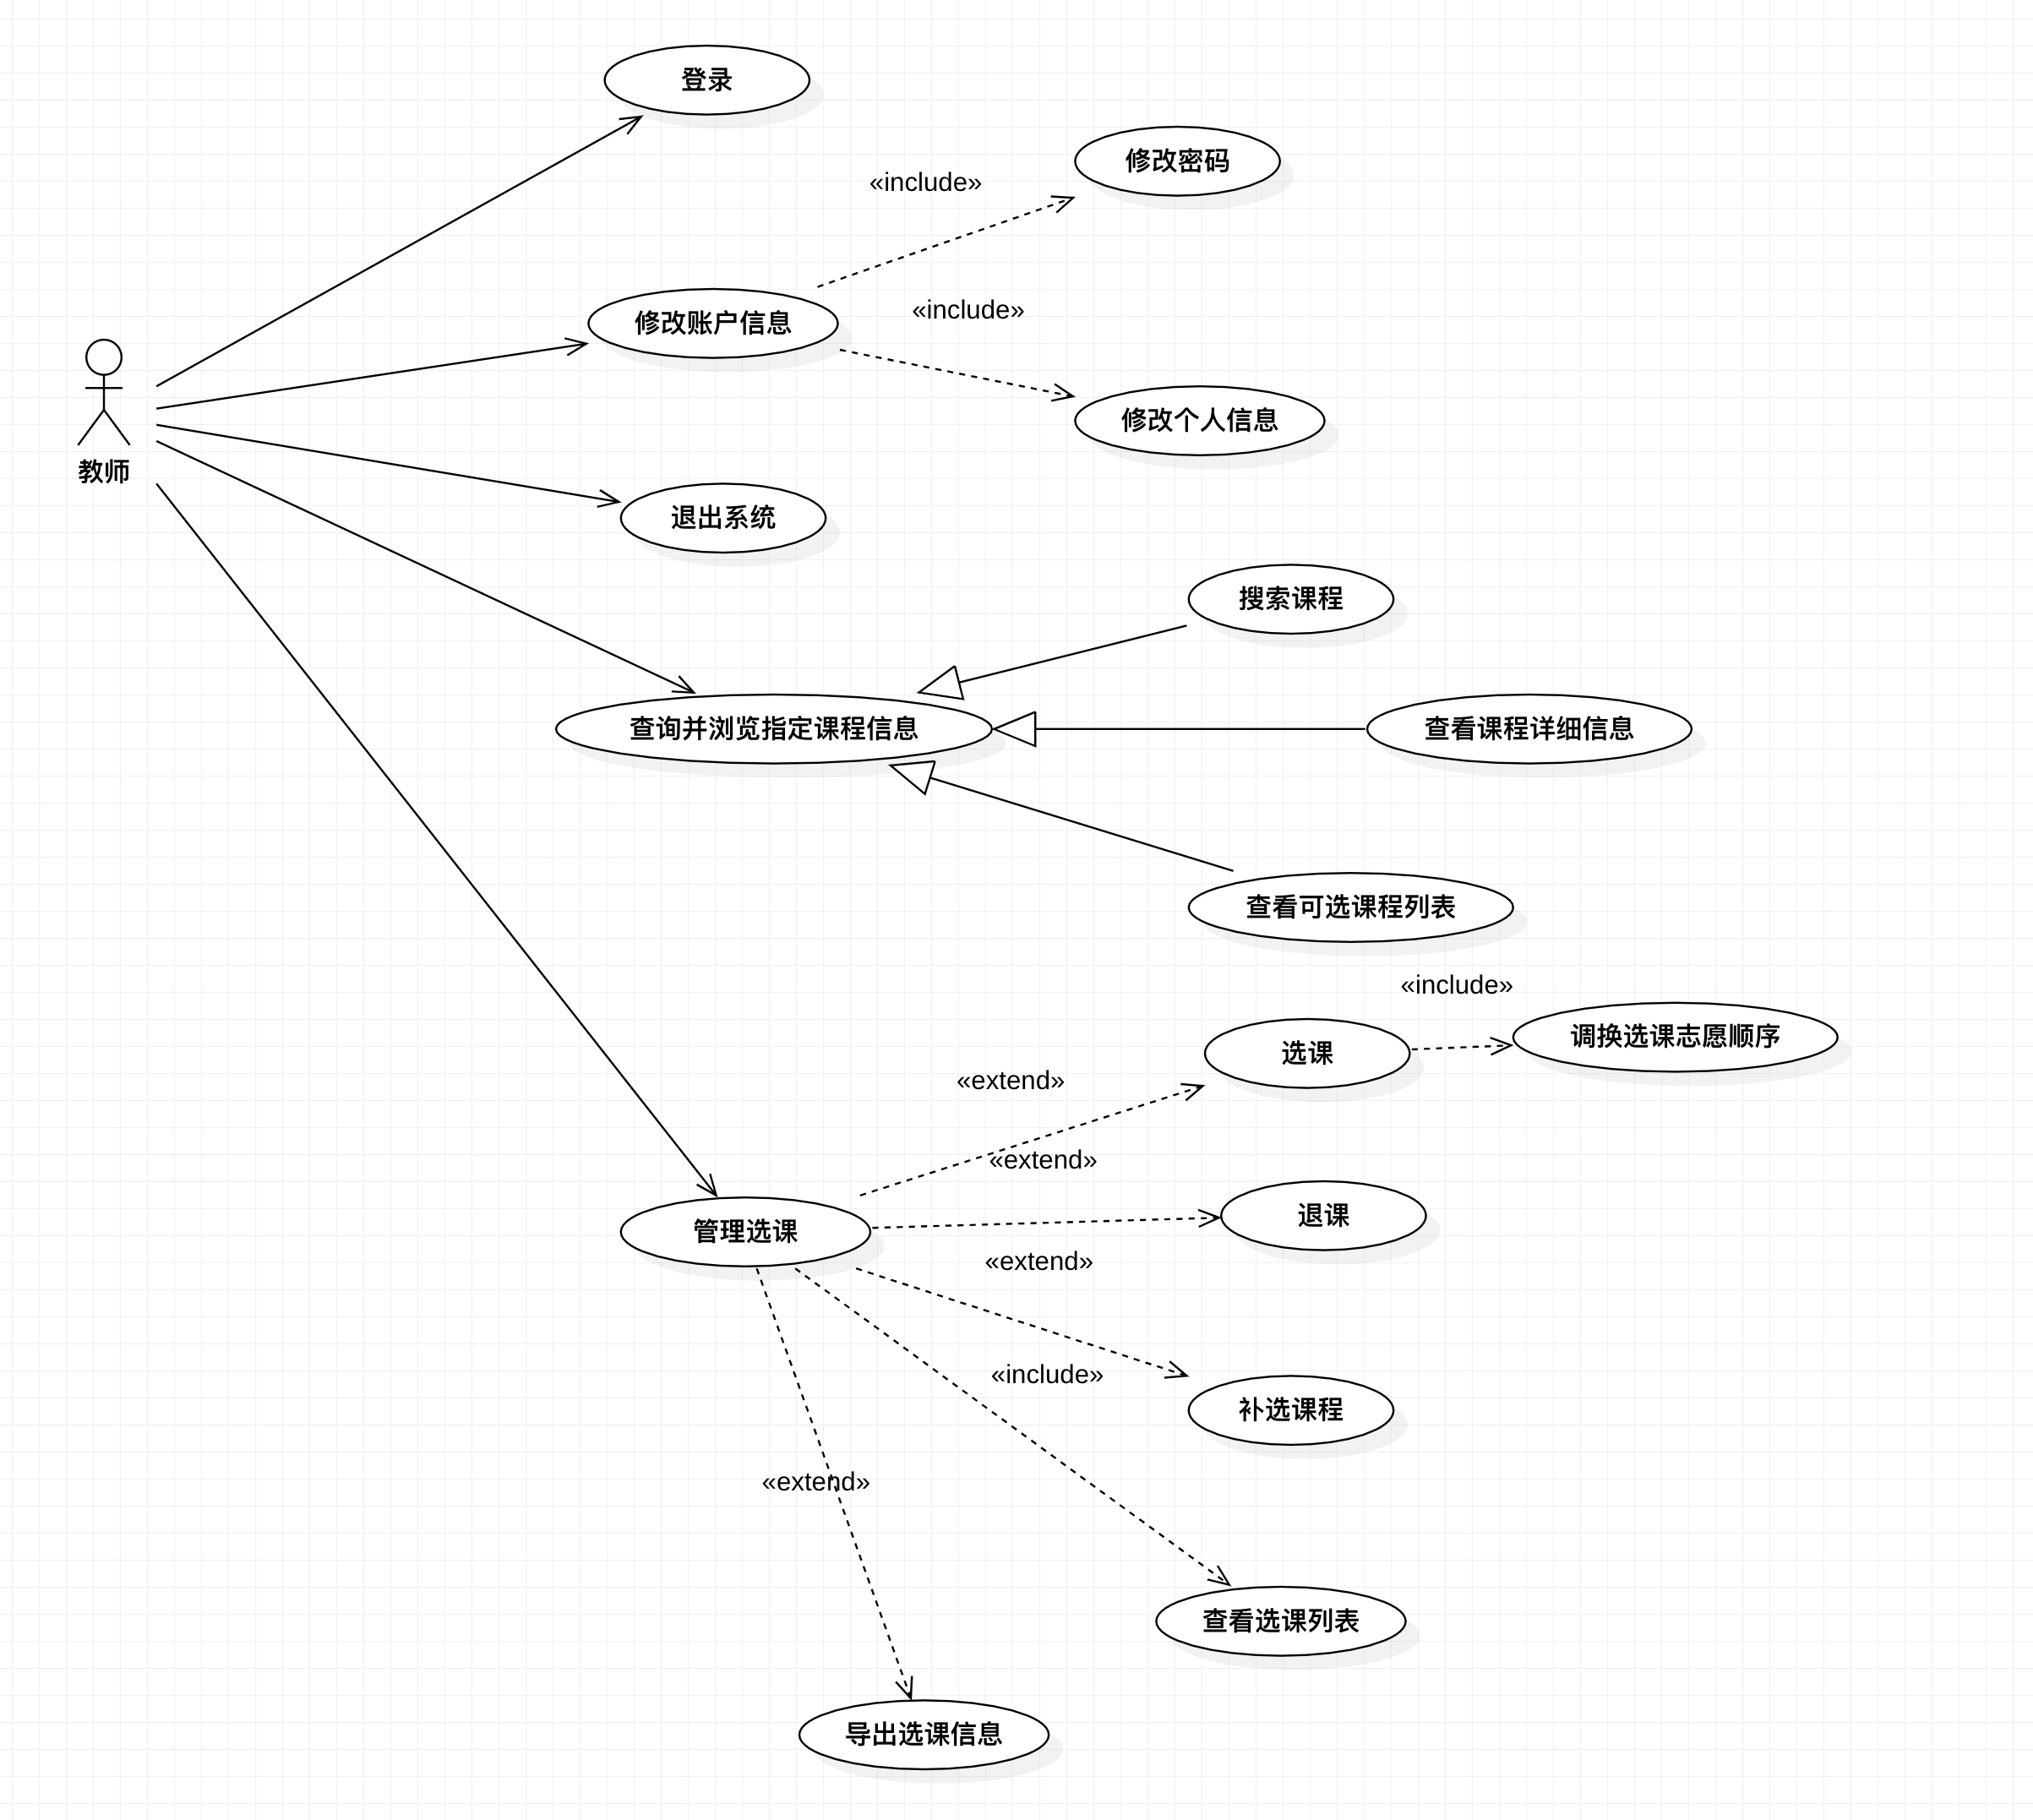 登录
修改密码
«include»
«include»
修改账户信息
修改个人信息
教师
退出系统
搜索课程
查询并浏览指定课程信息
查看课程详细信息
查看可选课程列表
«include»
调换选课志愿顺序
选课
«extend»
«extend»
退课
管理选课
«extend»
«include»
补选课程
«extend»
查看选课列表
导出选课信息